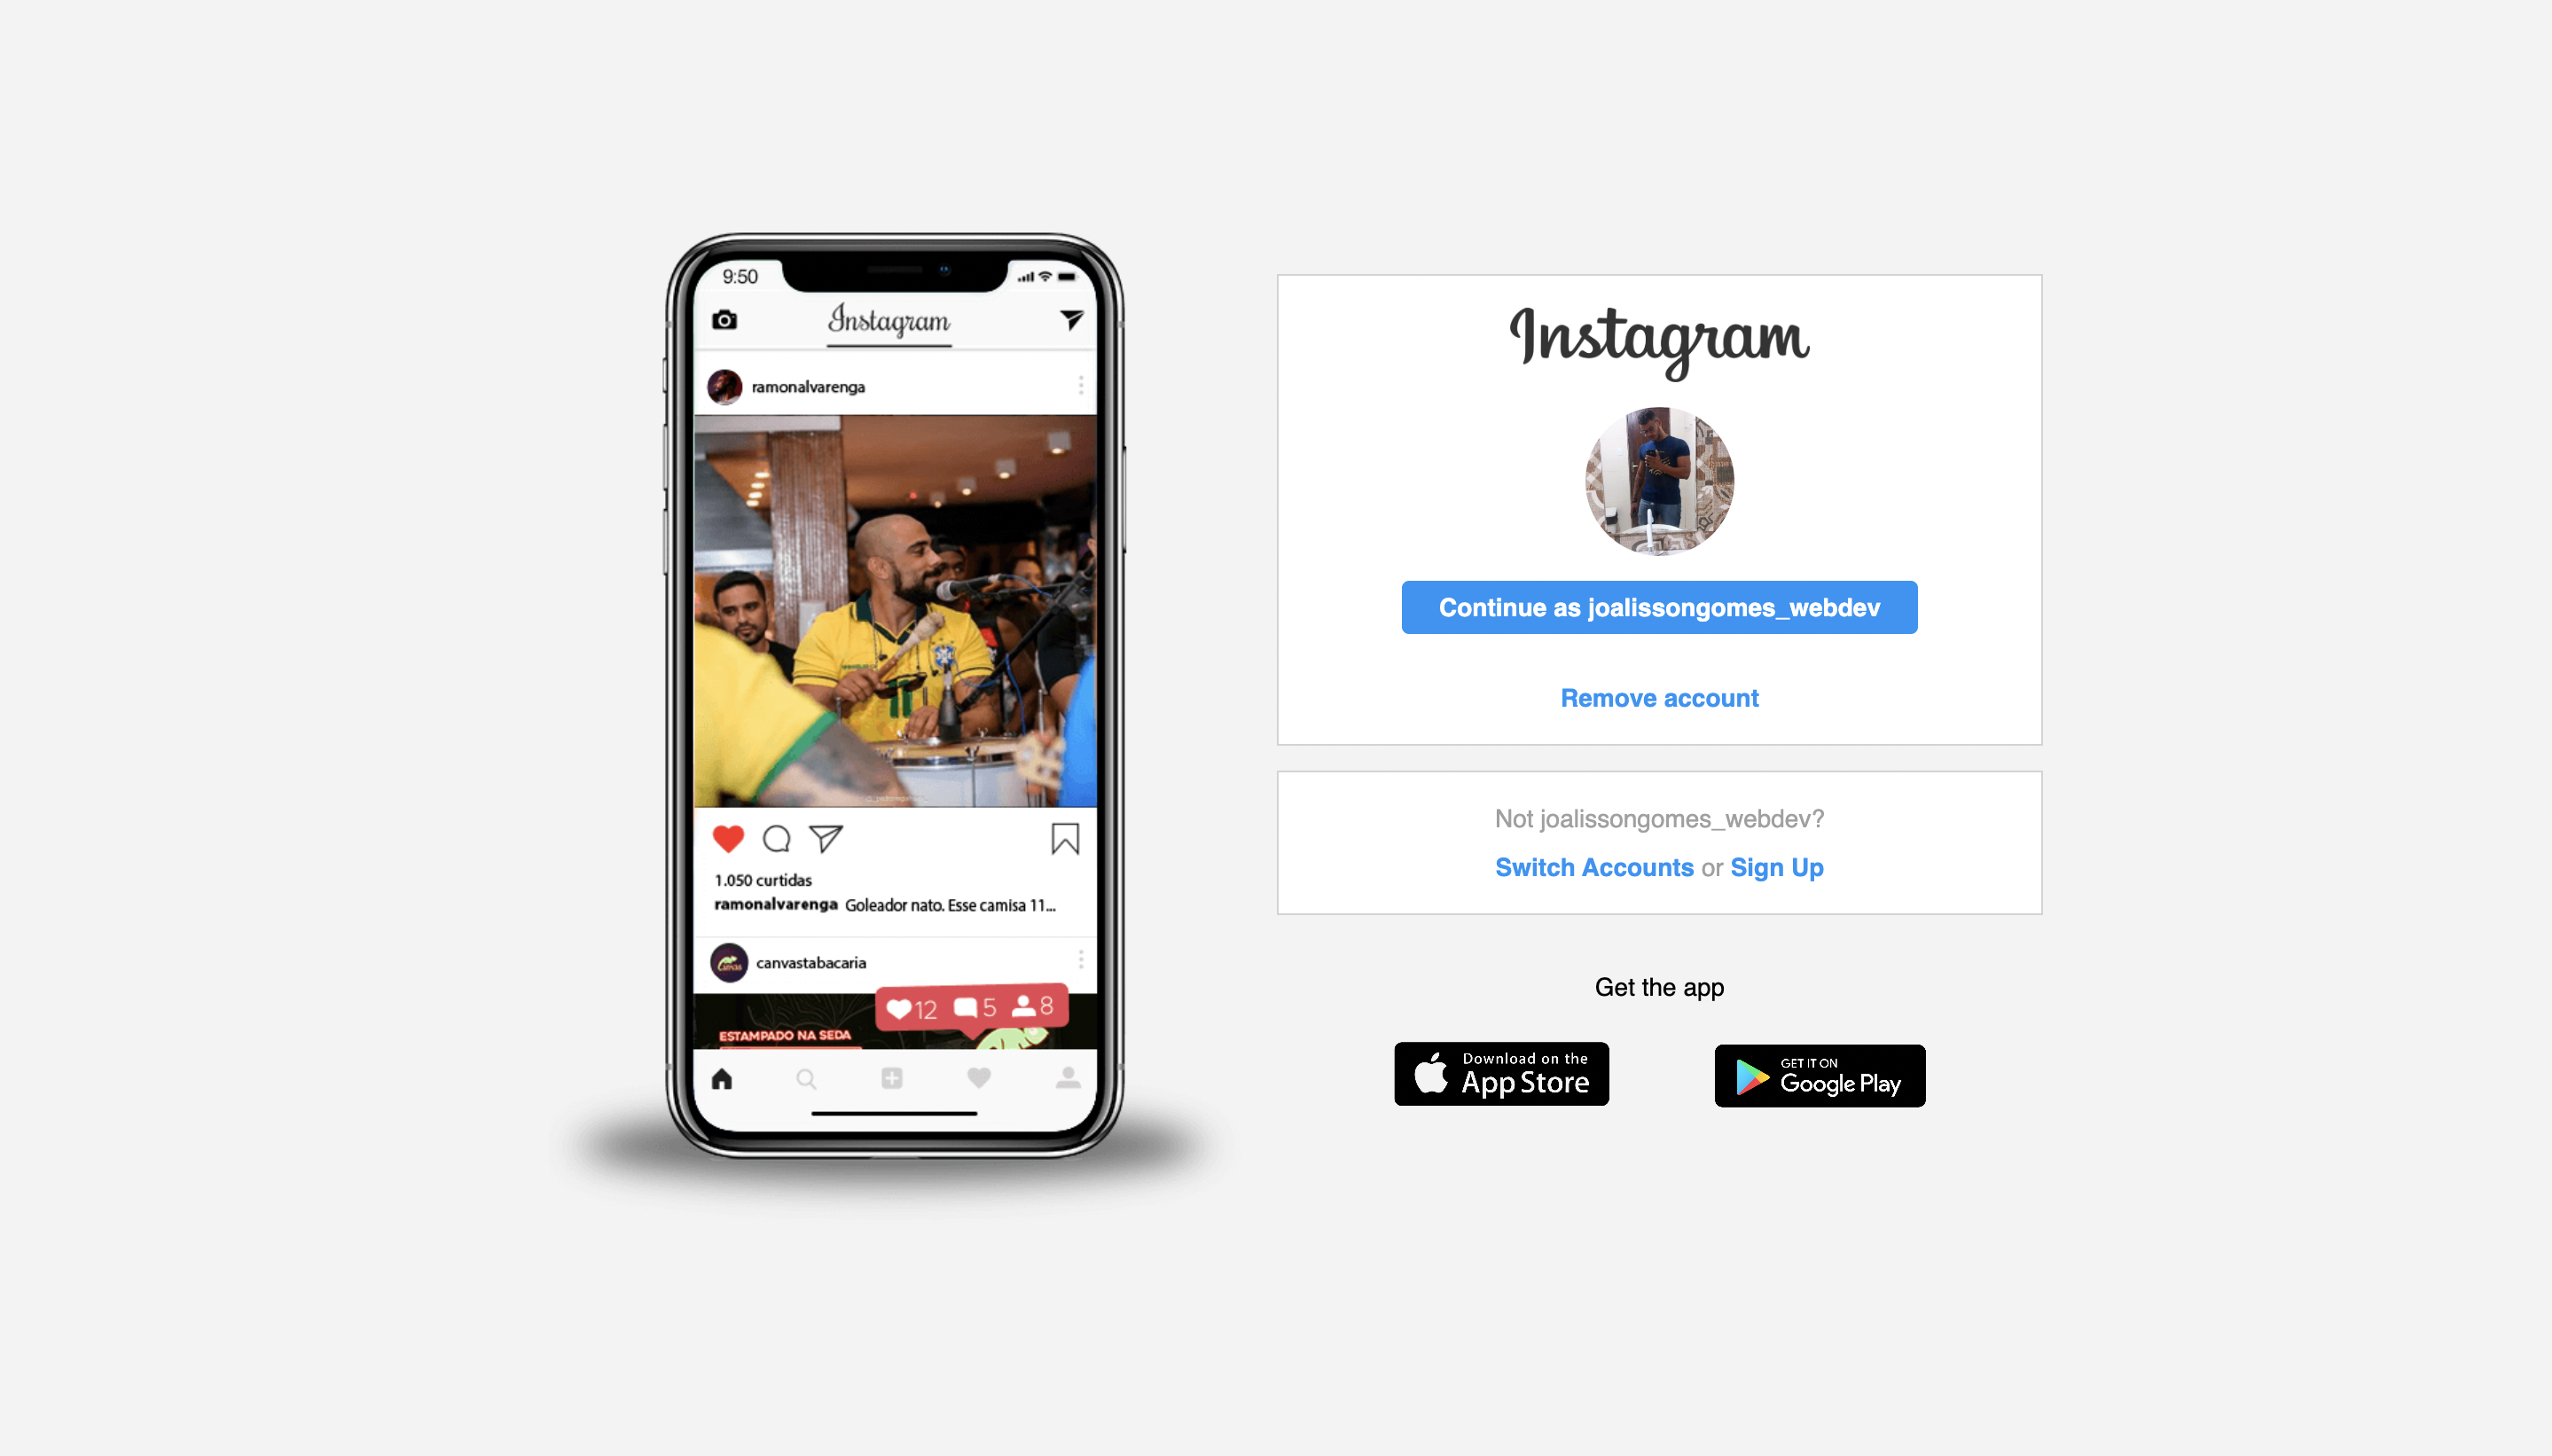 9:50
Instagram
ramonalvarenga
1.050 curtidas
ramonalvarenga Goleador nato. Esse camisa 11...
canvastabacaria
12 5 8
ESTAMPADO NA SEDA
Instagram
Continue as joalissongomes_webdev
Remove account
Not joalissongomes_webdev?
Switch Accounts or Sign Up
Get the app
Download on the
App Store
GET IT ON
Google Play